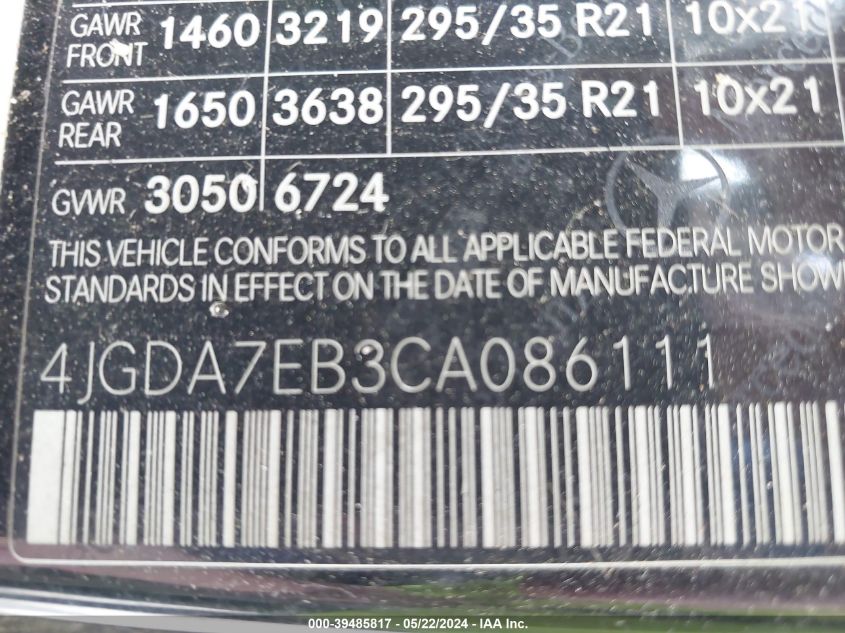 GAWR FRONT 1460 3219 295/35 R21 10x21
GAWR REAR 1650 3638 295/35 R21 10x21
GVWR 3050 6724
THIS VEHICLE CONFORMS TO ALL APPLICABLE FEDERAL MOTOR
STANDARDS IN EFFECT ON THE DATE OF MANUFACTURE SHOW
4JGDA7EB3CA086111
000-39485817 - 05/22/2024 - IAAHoldings, LLC.